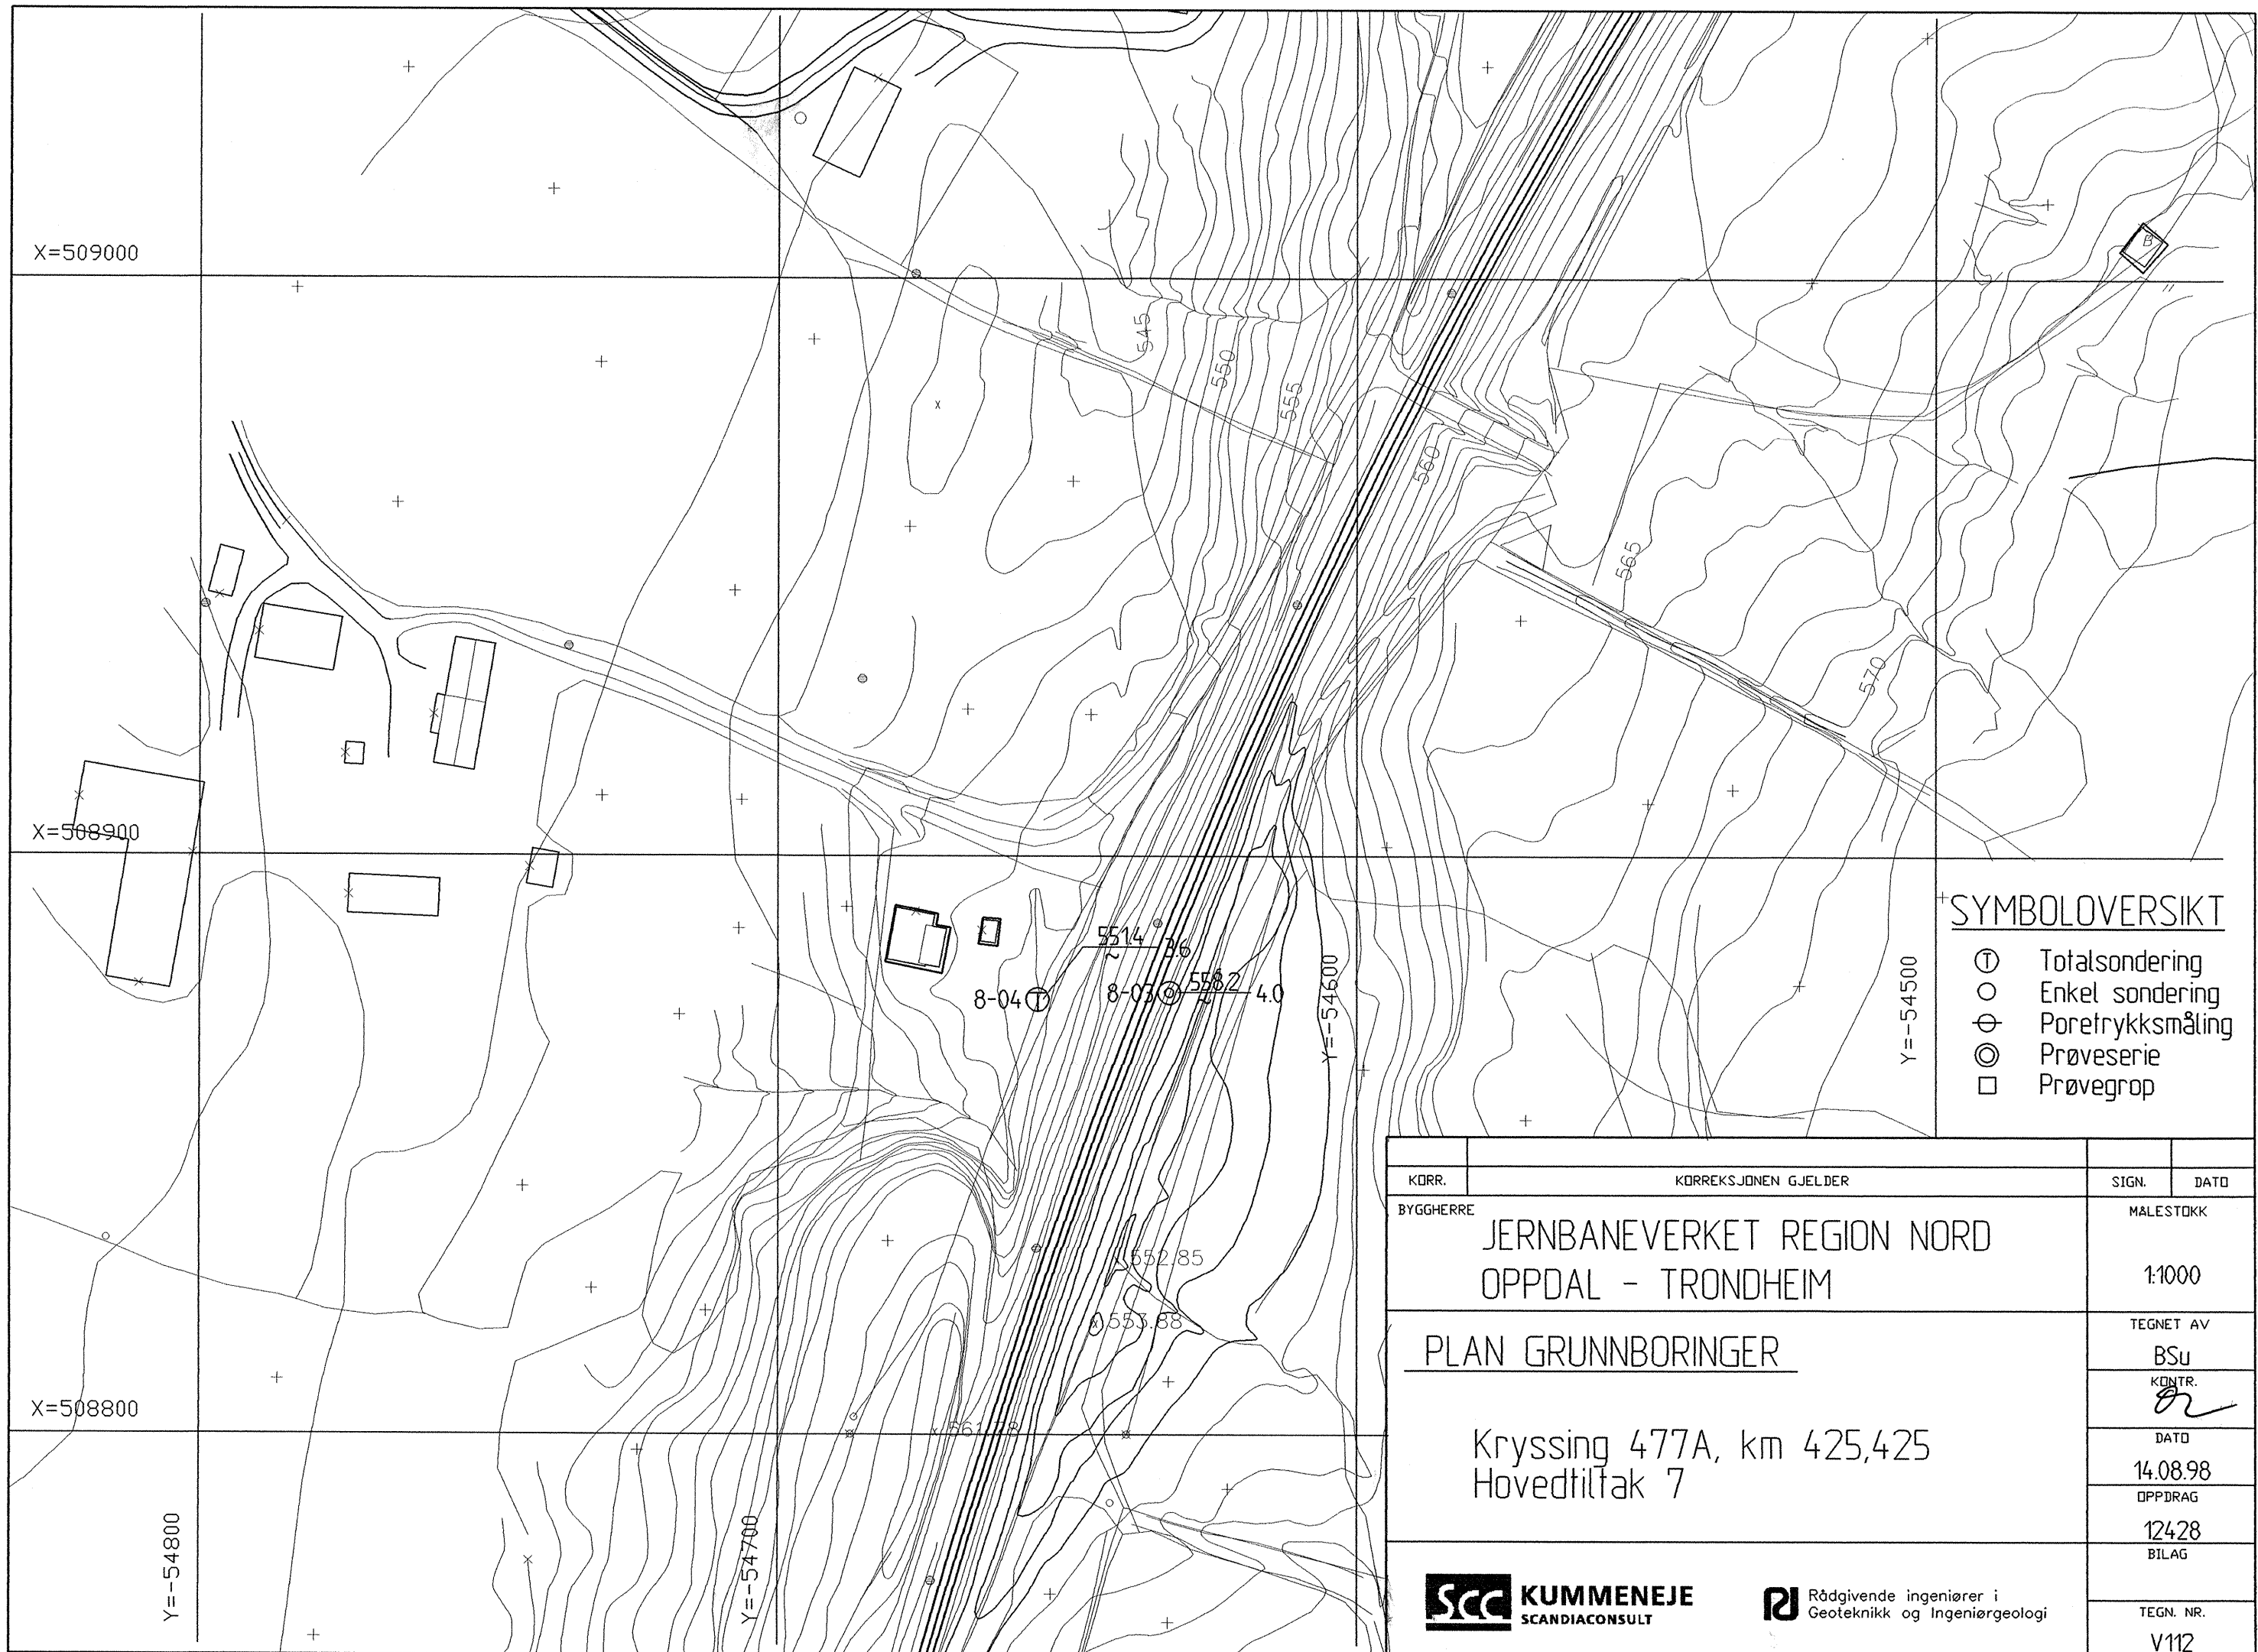 X=509000
545
550
555
560
565
570
B
X=508900
551.4
~
3.6
8-04
T
8-03
558.2
~
4.0
Y=-54600
Y=-54500
SYMBOLOVERSIKT
T Totalsondering
Enkel sondering
Poretrykksmåling
Prøveserie
Prøvegrop
552.85
553.88
X=508800
561.78
Y=-54800
Y=-54700
KORR.
KORREKSJONEN GJELDER
SIGN.
DATO
BYGGHERRE
JERNBANEVERKET REGION NORD
OPPDAL - TRONDHEIM
MÅLESTOKK
1:1000
PLAN GRUNNBORINGER
TEGNET AV
BSu
KONTR.
Kryssing 477A, km 425,425
Hovedtiltak 7
DATO
14.08.98
OPPDRAG
12428
BILAG
SCC KUMMENEJE
SCANDIACONSULT
Rådgivende ingeniører i
Geoteknikk og Ingeniørgeologi
TEGN. NR.
V112